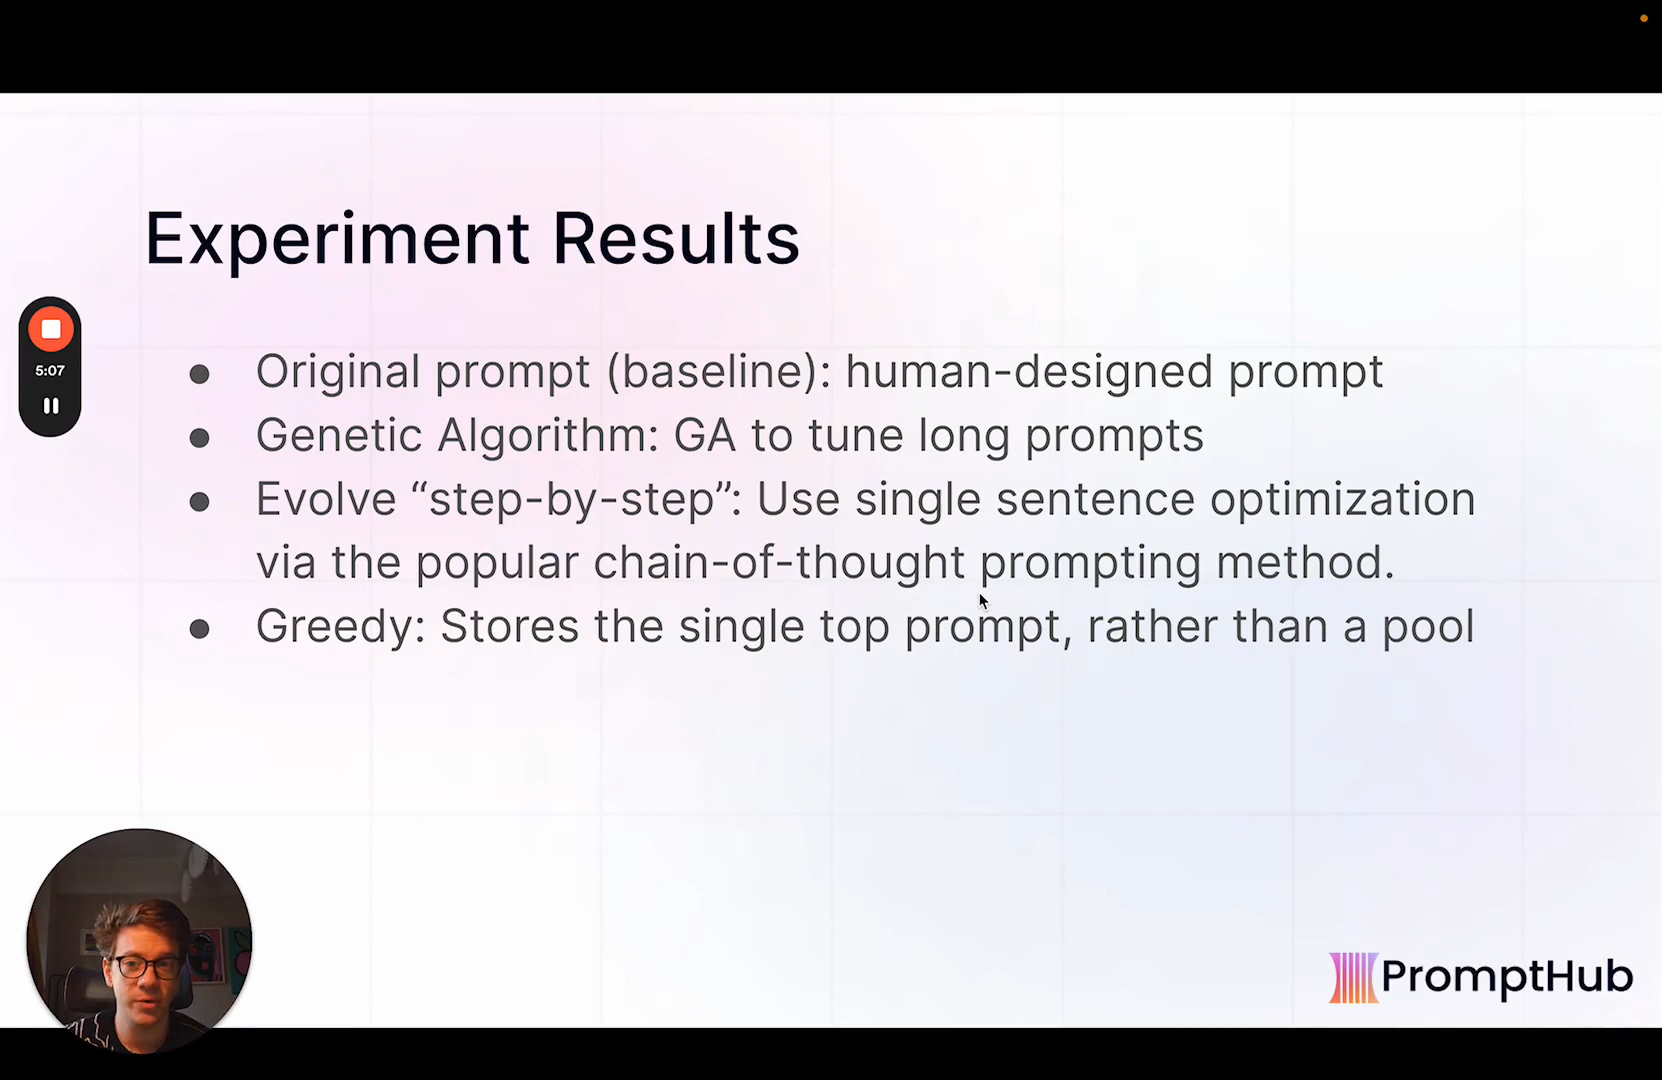 Experiment Results
5:07
● Original prompt (baseline): human-designed prompt
● Genetic Algorithm: GA to tune long prompts
● Evolve “step-by-step”: Use single sentence optimization
via the popular chain-of-thought prompting method.
● Greedy: Stores the single top prompt, rather than a pool
PromptHub